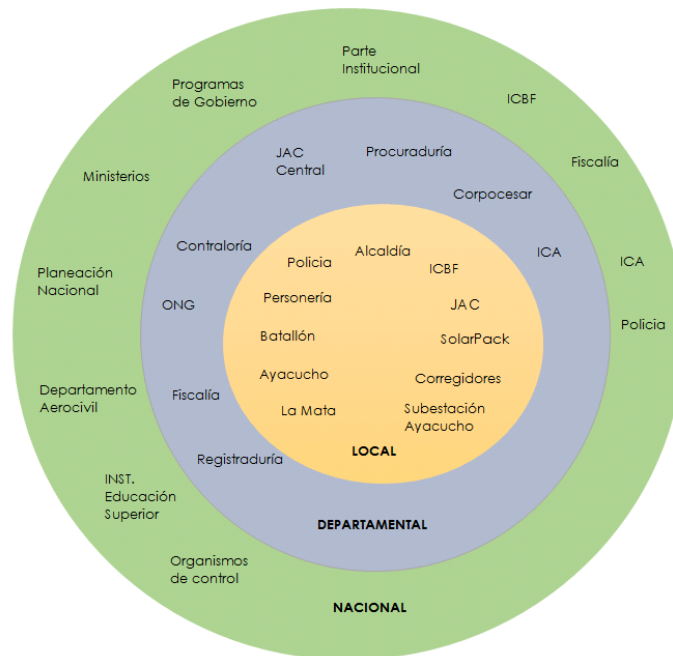 Parte
Institucional
Programas
de Gobierno
ICBF
Fiscalía
Ministerios
Planeación
Nacional
ICA
Policia
Departamento
Aerocivil
INST.
Educación
Superior
Organismos
de control
NACIONAL
JAC
Central
Procuraduría
Corpocesar
Contraloría
ICA
ONG
Fiscalía
Registraduría
DEPARTAMENTAL
Alcaldía
Policia
ICBF
Personería
JAC
Batallón
SolarPack
Ayacucho
Corregidores
La Mata
Subestación
Ayacucho
LOCAL